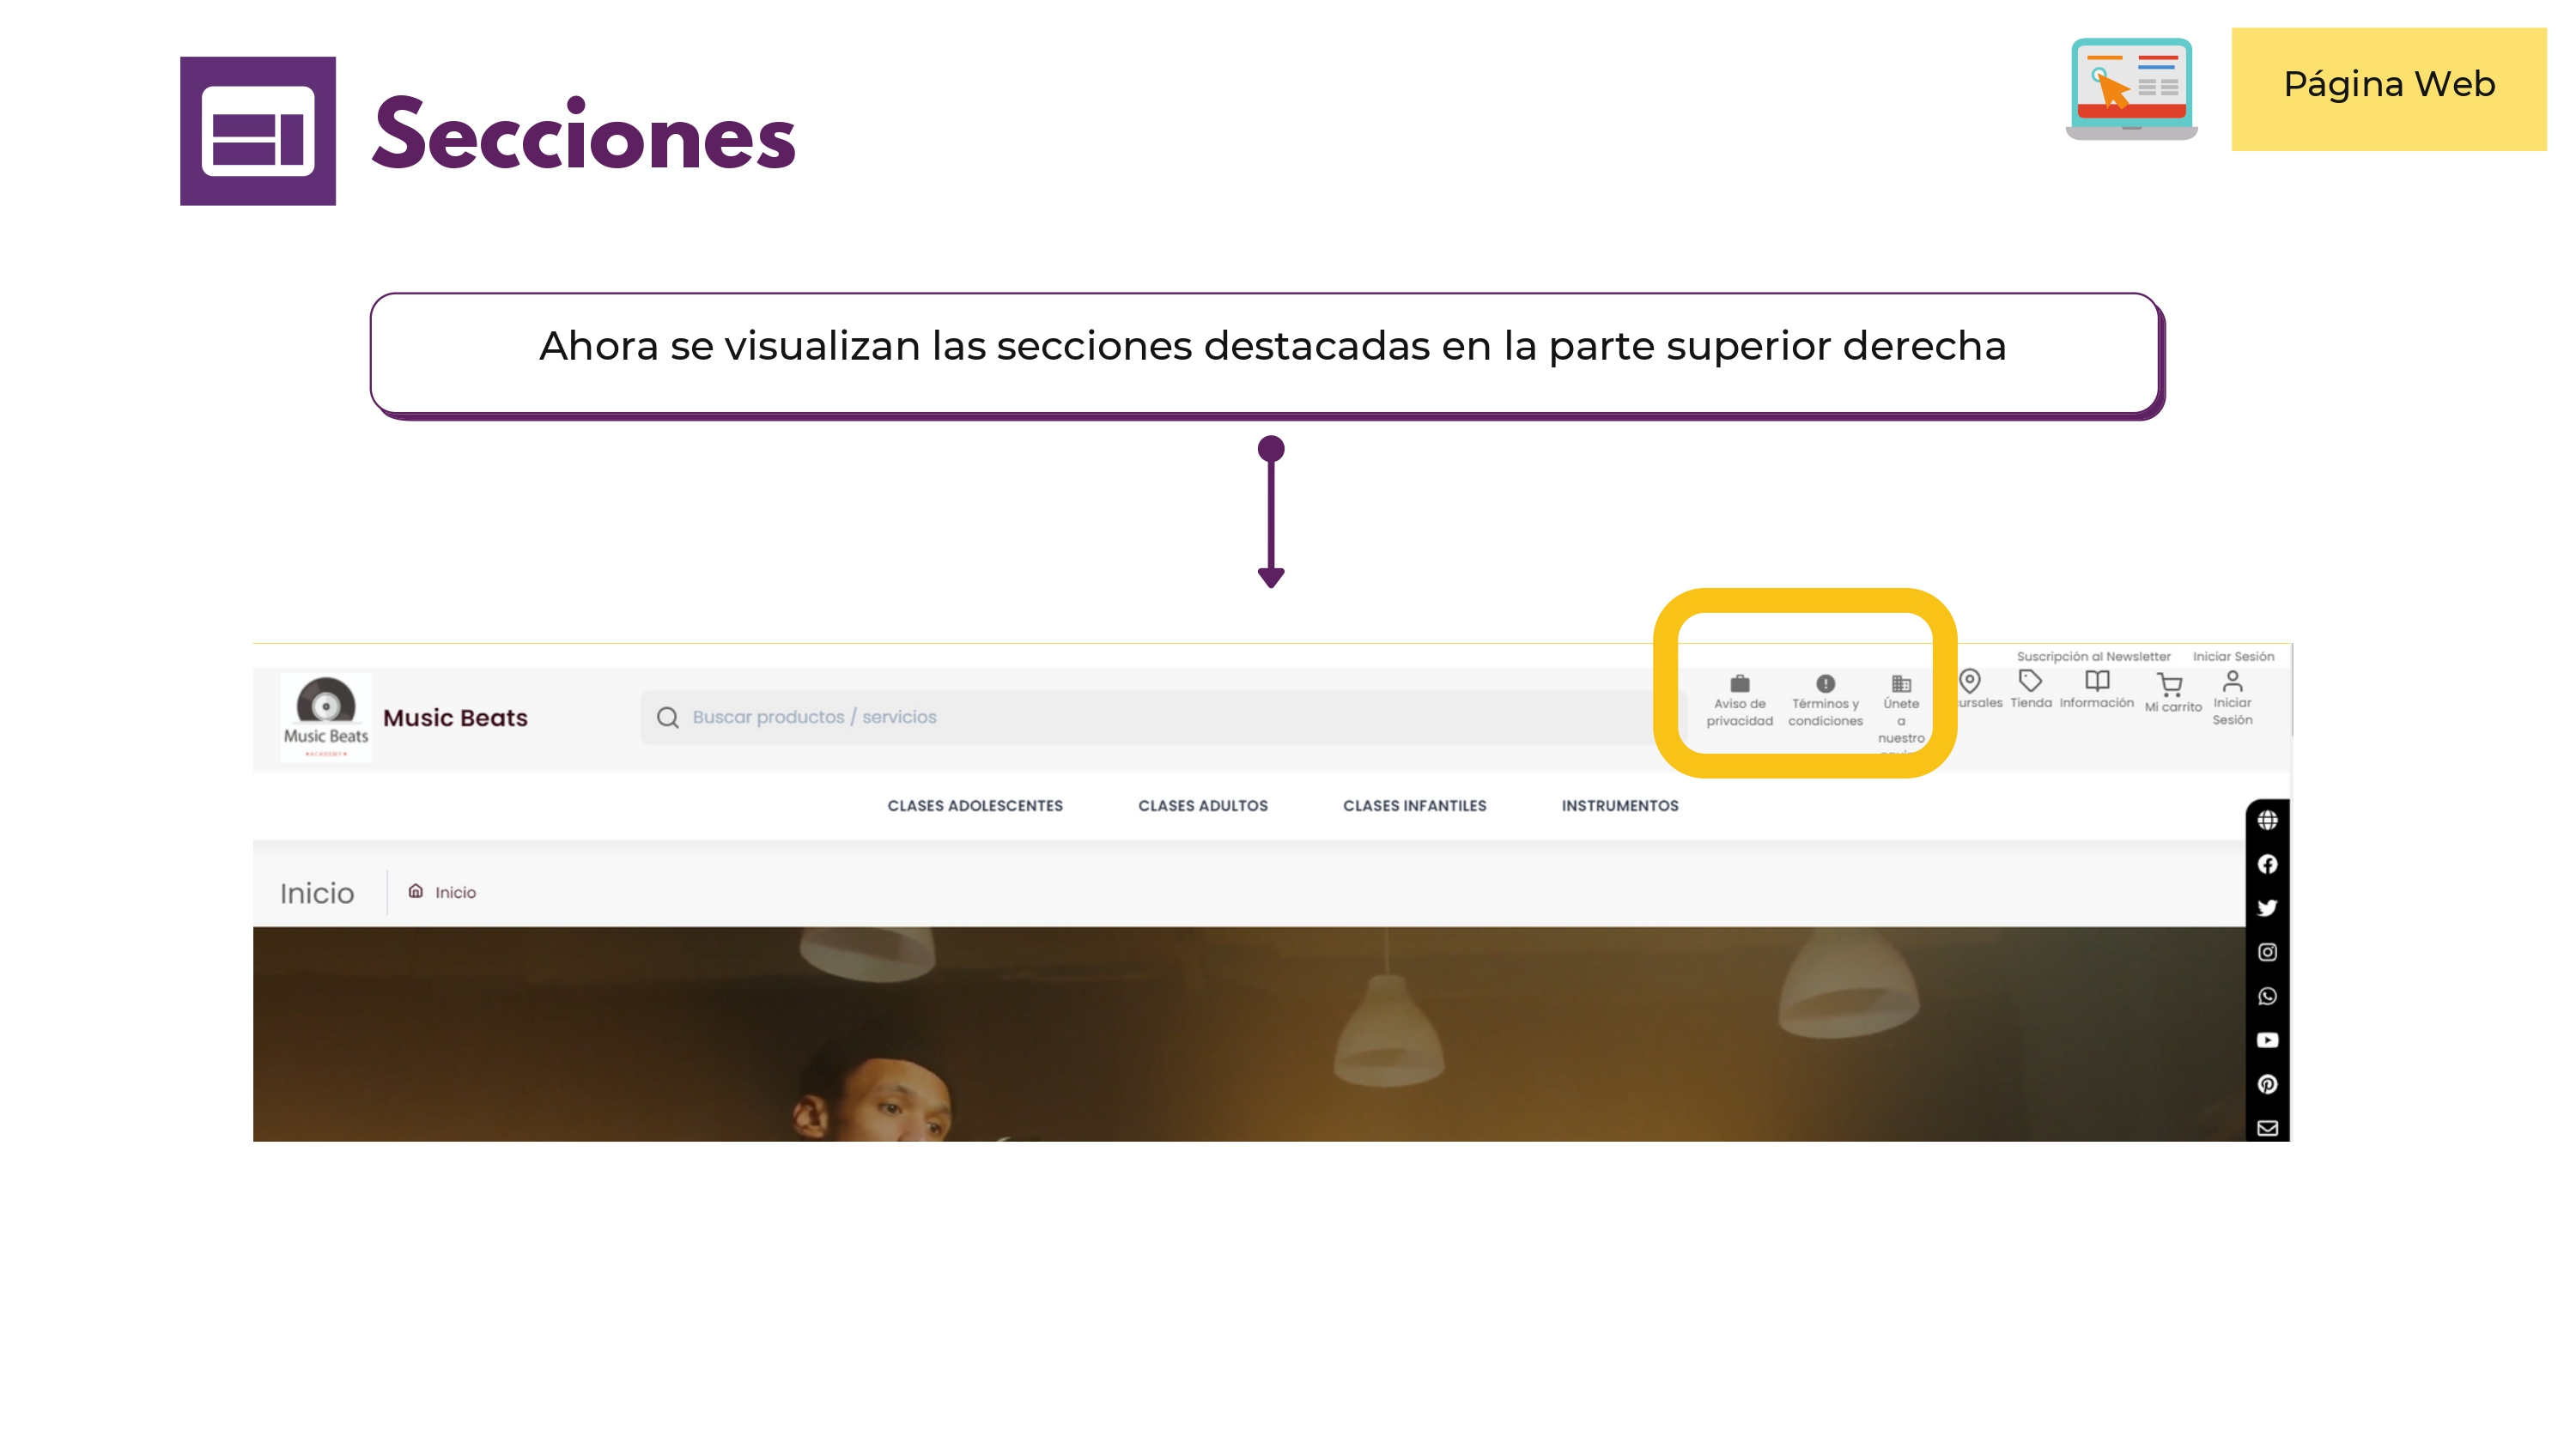 Secciones
Página Web
Ahora se visualizan las secciones destacadas en la parte superior derecha
Suscripción al Newsletter Iniciar Sesión
Music Beats
ACADEMY
Music Beats
Buscar productos / servicios
Aviso de privacidad
Términos y condiciones
Únete a nuestro
Tienda
Información
Mi carrito
Iniciar Sesión
CLASES ADOLESCENTES CLASES ADULTOS CLASES INFANTILES INSTRUMENTOS
Inicio Inicio